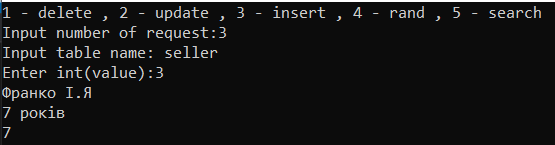 1 - delete , 2 - update , 3 - insert , 4 - rand , 5 - search
Input number of request:3
Input table name: seller
Enter int(value):3
Франко І.Я
7 років
7